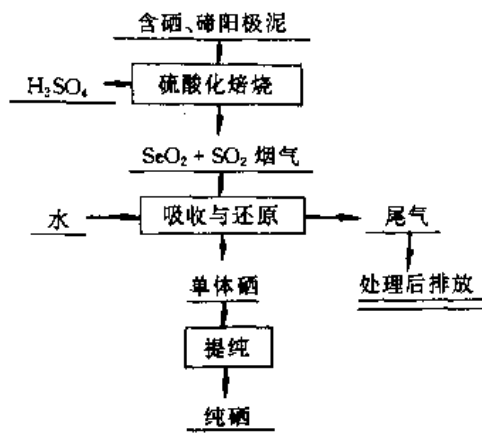 含硒、碲阳极泥
H₂SO₄
硫酸化焙烧
SeO₂ + SO₂ 烟气
水
吸收与还原
尾气
单体硒
处理后排放
提纯
纯硒